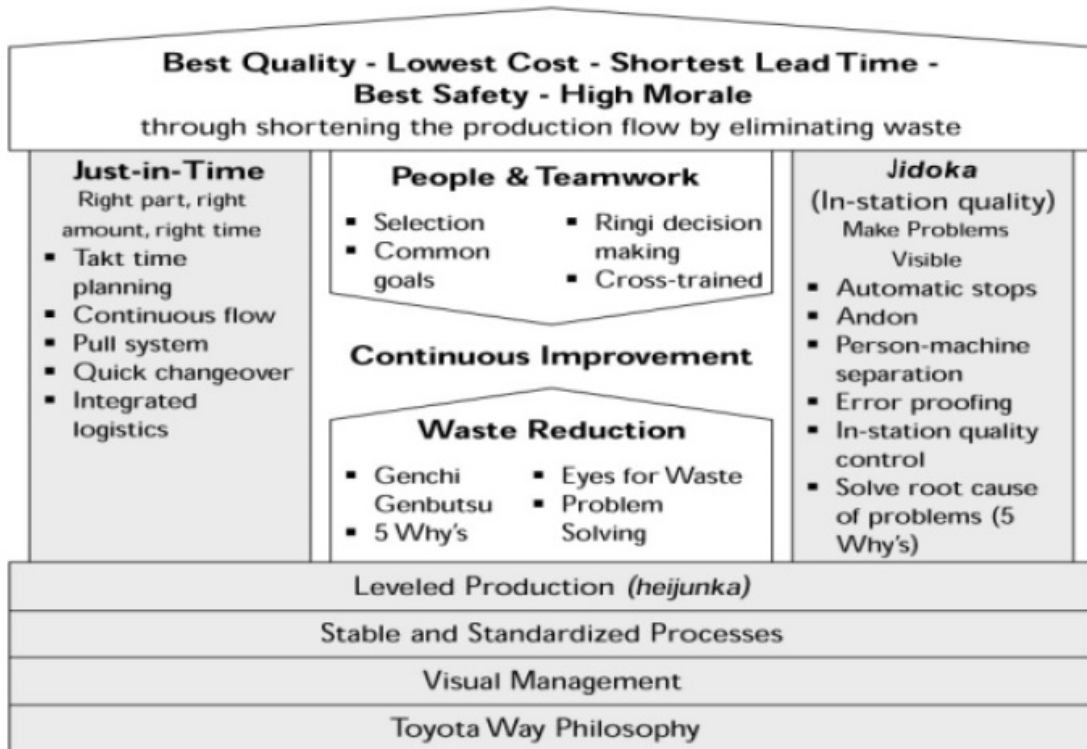 Best Quality - Lowest Cost - Shortest Lead Time -
Best Safety - High Morale
through shortening the production flow by eliminating waste
Just-in-Time
Right part, right
amount, right time
▪ Takt time
planning
▪ Continuous flow
▪ Pull system
▪ Quick changeover
▪ Integrated
logistics
People & Teamwork
▪ Selection
▪ Common
goals
▪ Ringi decision
making
▪ Cross-trained
Continuous Improvement
Waste Reduction
▪ Genchi
Genbutsu
▪ 5 Why's
▪ Eyes for Waste
▪ Problem
Solving
Jidoka
(In-station quality)
Make Problems
Visible
▪ Automatic stops
▪ Andon
▪ Person-machine
separation
▪ Error proofing
▪ In-station quality
control
▪ Solve root cause
of problems (5
Why's)
Leveled Production (heijunka)
Stable and Standardized Processes
Visual Management
Toyota Way Philosophy